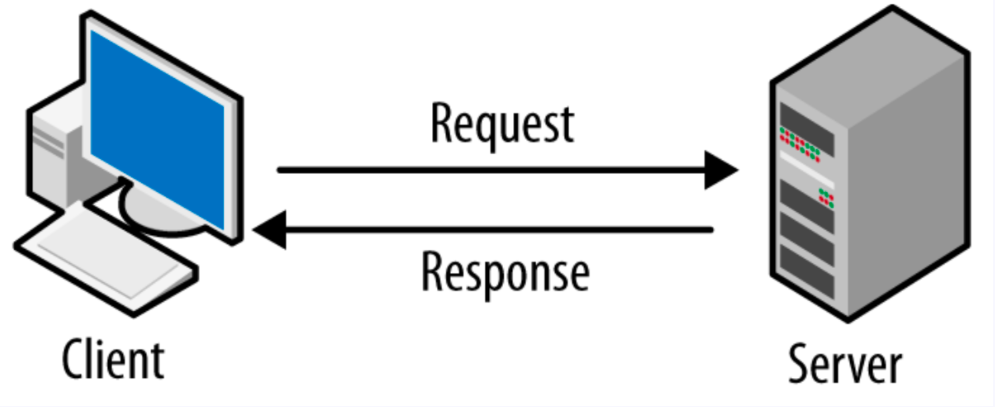 Request
Response
Client
Server